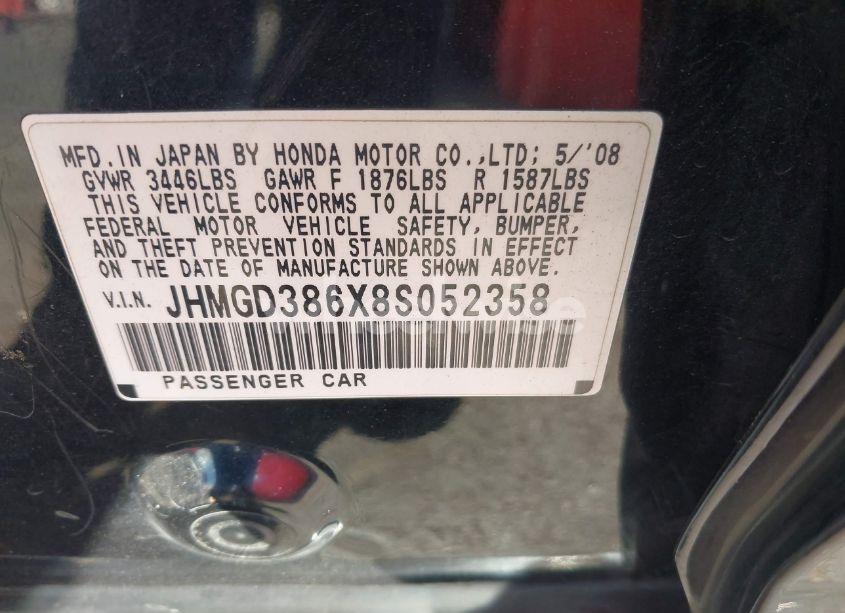 MFD. IN JAPAN BY HONDA MOTOR CO.,LTD; 5/'08
GVWR 3446LBS GAWR F 1876LBS R 1587LBS
THIS VEHICLE CONFORMS TO ALL APPLICABLE
FEDERAL MOTOR VEHICLE SAFETY, BUMPER,
AND THEFT PREVENTION STANDARDS IN EFFECT
ON THE DATE OF MANUFACTURE SHOWN ABOVE.
V.I.N. JHMGD386X8S052358
PASSENGER CAR